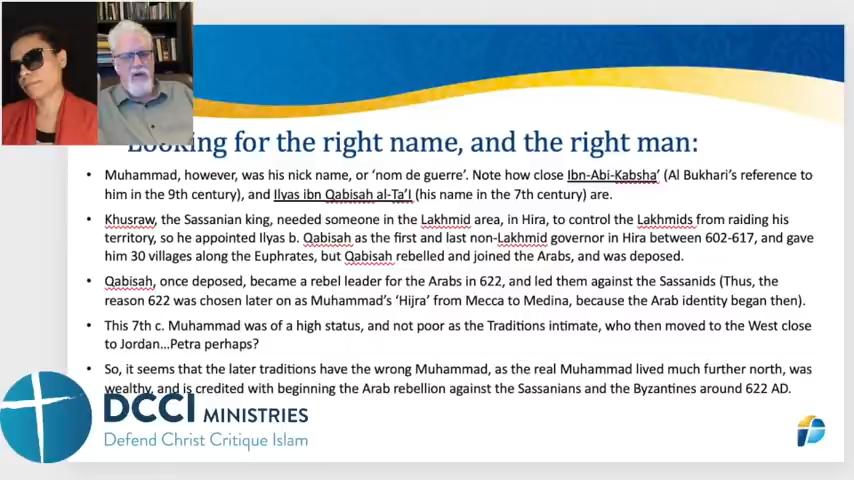 Looking for the right name, and the right man:
• Muhammad, however, was his nick name, or 'nom de guerre'. Note how close Ibn-Abi-Kabsha' (Al Bukhari's reference to
him in the 9th century), and Ilyas ibn Qabisah al-Ta'I (his name in the 7th century) are.
• Khusraw, the Sassanian king, needed someone in the Lakhmid area, in Hira, to control the Lakhmids from raiding his
territory, so he appointed Ilyas b. Qabisah as the first and last non-Lakhmid governor in Hira between 602-617, and gave
him 30 villages along the Euphrates, but Qabisah rebelled and joined the Arabs, and was deposed.
• Qabisah, once deposed, became a rebel leader for the Arabs in 622, and led them against the Sassanids (Thus, the
reason 622 was chosen later on as Muhammad's 'Hijra' from Mecca to Medina, because the Arab identity began then).
• This 7th c. Muhammad was of a high status, and not poor as the Traditions intimate, who then moved to the West close
to Jordan...Petra perhaps?
• So, it seems that the later traditions have the wrong Muhammad, as the real Muhammad lived much further north, was
wealthy, and is credited with beginning the Arab rebellion against the Sassanians and the Byzantines around 622 AD.
DCCI MINISTRIES
Defend Christ Critique Islam